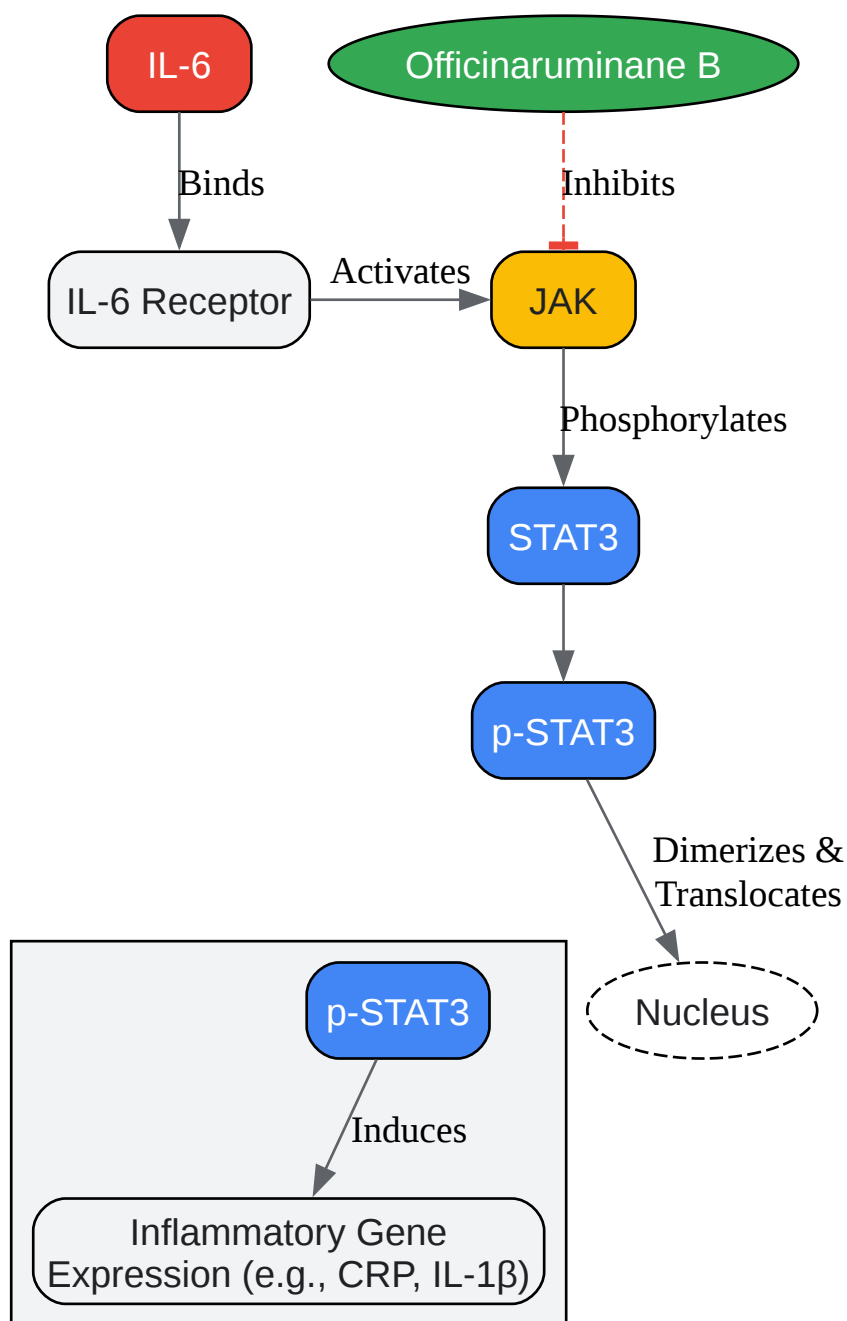 IL-6
Officinaruminane B
Binds
Inhibits
IL-6 Receptor
Activates
JAK
Phosphorylates
STAT3
p-STAT3
Dimerizes &
Translocates
p-STAT3
Nucleus
Induces
Inflammatory Gene
Expression (e.g., CRP, IL-1β)